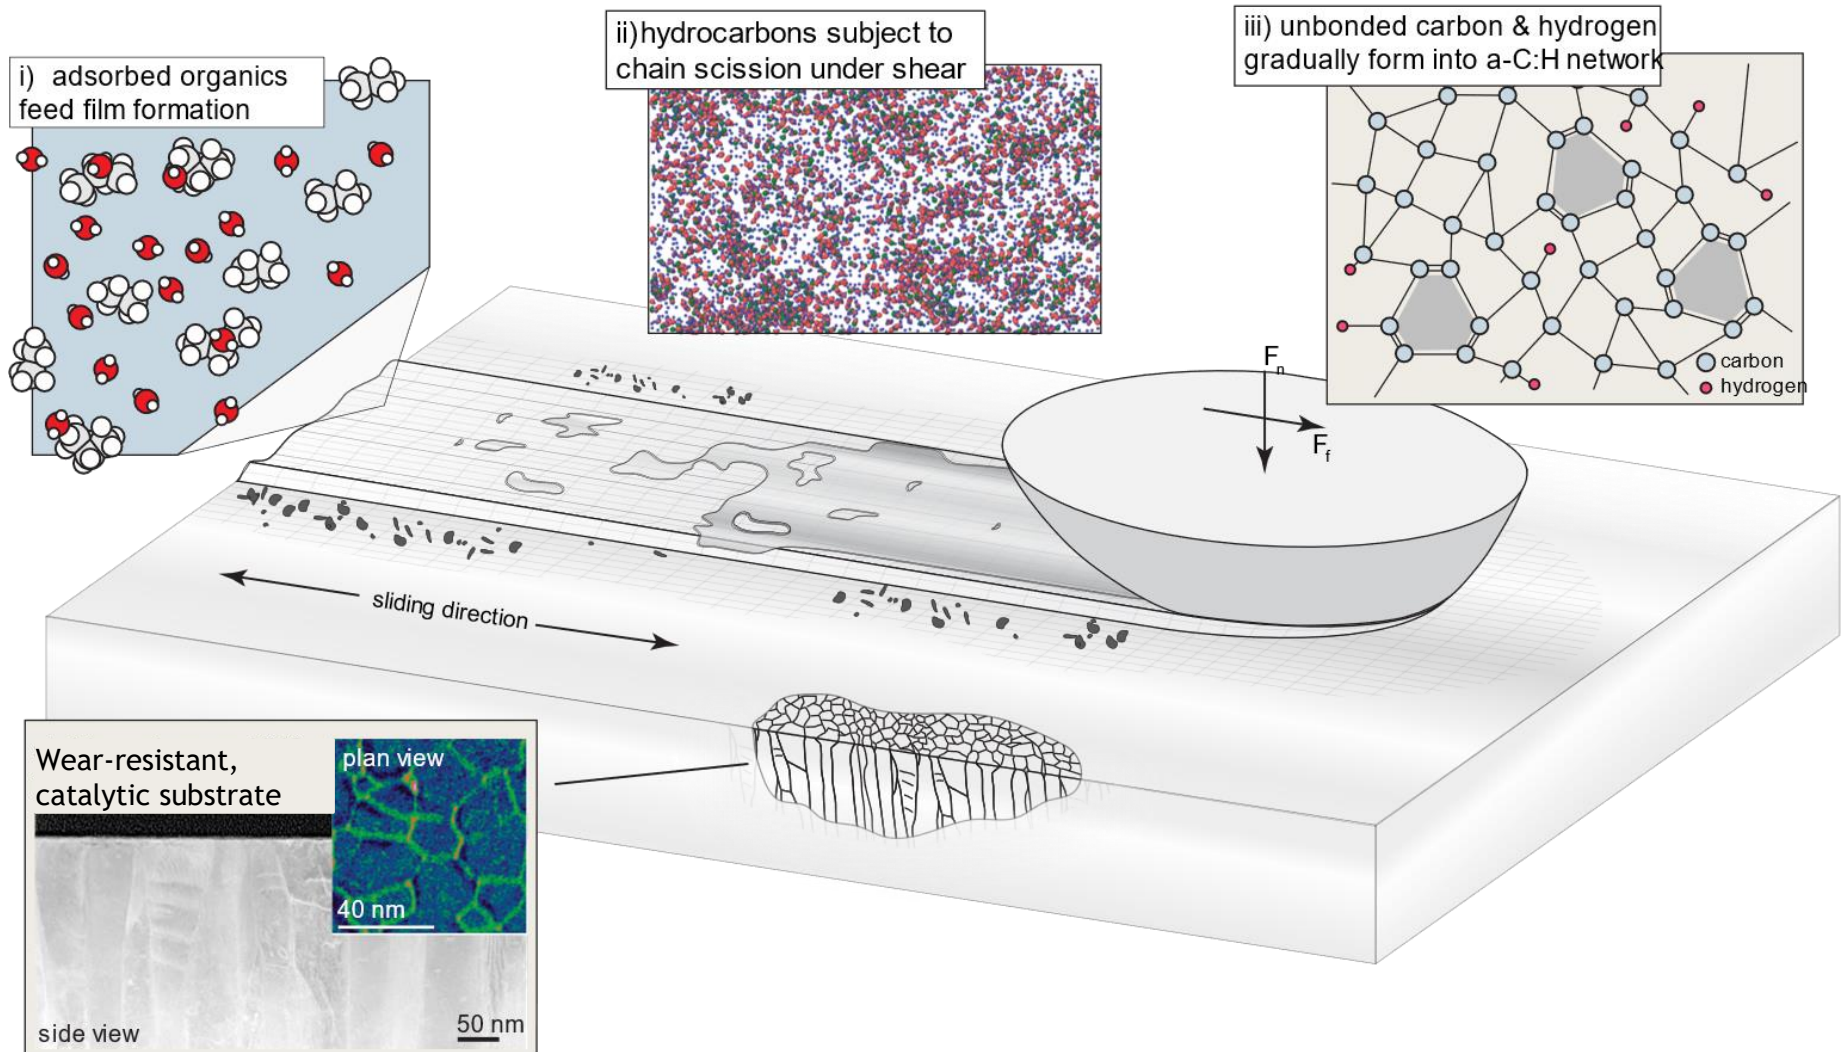 i) adsorbed organics
feed film formation
ii)hydrocarbons subject to
chain scission under shear
iii) unbonded carbon & hydrogen
gradually form into a-C:H network
carbon
hydrogen
Fn
Ff
sliding direction
Wear-resistant,
catalytic substrate
plan view
40 nm
side view
50 nm